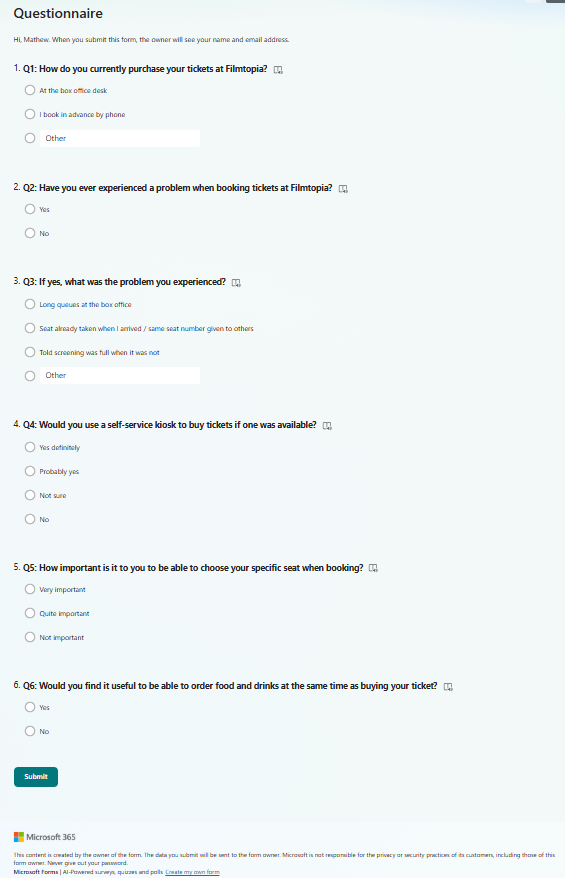 Questionnaire
Hi, Mathew. When you submit this form, the owner will see your name and email address.
1. Q1: How do you currently purchase your tickets at Filmtopia?
At the box office desk
I book in advance by phone
Other
2. Q2: Have you ever experienced a problem when booking tickets at Filmtopia?
Yes
No
3. Q3: If yes, what was the problem you experienced?
Long queues at the box office
Seat already taken when I arrived / same seat number given to others
Told screening was full when it was not
Other
4. Q4: Would you use a self-service kiosk to buy tickets if one was available?
Yes definitely
Probably yes
Not sure
No
5. Q5: How important is it to you to be able to choose your specific seat when booking?
Very important
Quite important
Not important
6. Q6: Would you find it useful to be able to order food and drinks at the same time as buying your ticket?
Yes
No
Submit
Microsoft 365
This content is created by the owner of the form. The data you submit will be sent to the form owner. Microsoft is not responsible for the privacy or security practices of its customers, including those of this
form owner. Never give out your password.
Microsoft Forms | AI-Powered surveys, quizzes and polls Create my own form